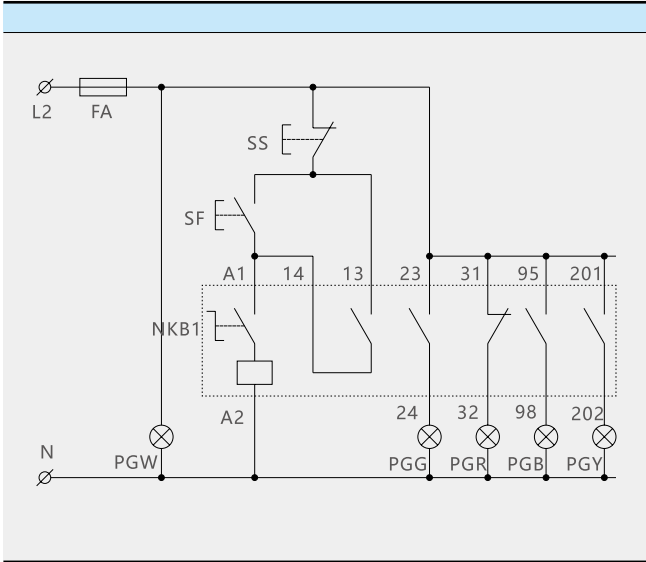 L2
FA
SS
SF
A1 14 13 23 31 95 201
NKB1
A2
24 32 98 202
N
PGW PGG PGR PGB PGY